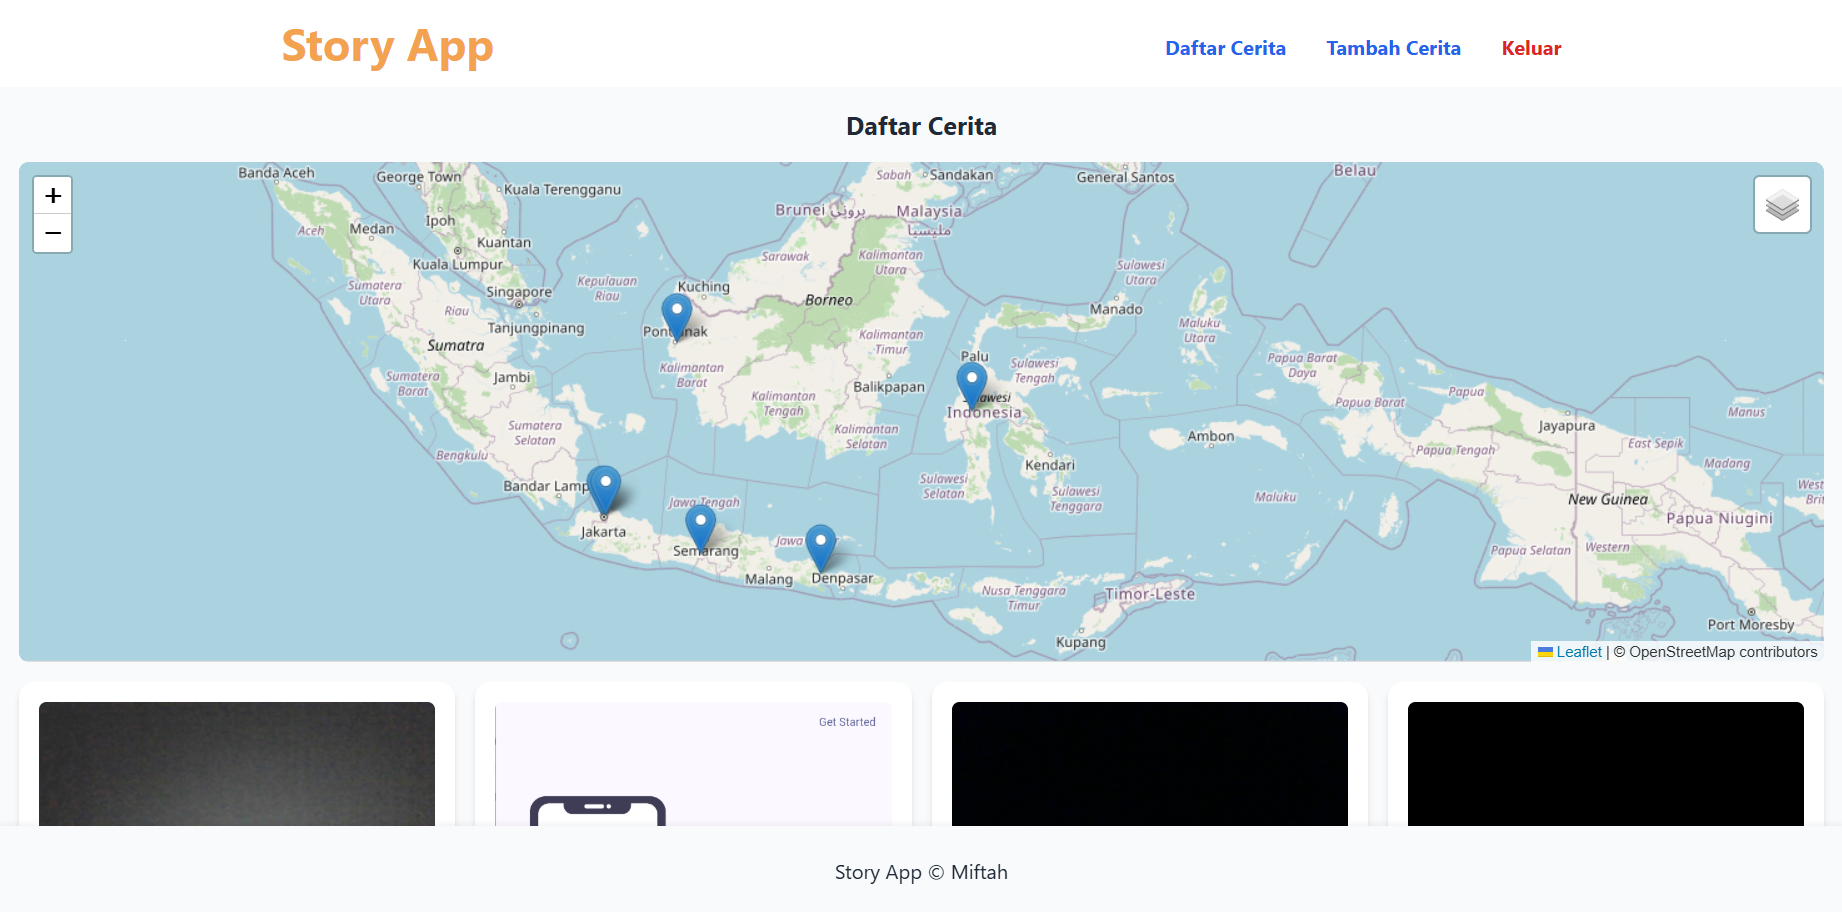 Story App
Daftar Cerita
Tambah Cerita
Keluar
Daftar Cerita
+
−
Banda Aceh
George Town
Kuala Terengganu
Sabah
Sandakan
General Santos
Belau
Aceh
Medan
Ipoh
Kuantan
Kuala Lumpur
Brunei بروني
Malaysia
مليسيا
Sumatera
Utara
Riau
Singapore
Kepulauan
Riau
Tanjungpinang
Sumatra
Kuching
Sarawak
Borneo
Kalimantan
Utara
Pontianak
Kalimantan
Barat
Kalimantan
Timur
Kalimantan
Tengah
Balikpapan
Kalimantan
Selatan
Sulawesi
Utara
Manado
Maluku
Utara
Palu
Sulawesi
Tengah
Sulawesi
Indonesia
Kendari
Sulawesi
Selatan
Sulawesi
Tenggara
Ambon
Maluku
Papua Barat
Daya
Papua Barat
Papua
Papua Tengah
Jayapura
Manus
East Sepik
Madang
New Guinea
West
Brit
Papua Niugini
Papua Selatan
Western
Port Moresby
Jambi
Sumatera
Barat
Sumatera
Selatan
Bengkulu
Bandar Lamp
Jakarta
Jawa Tengah
Semarang
Jawa
Malang
Denpasar
Nusa Tenggara
Timur
Timor-Leste
Kupang
Leaflet | © OpenStreetMap contributors
Get Started
Story App © Miftah